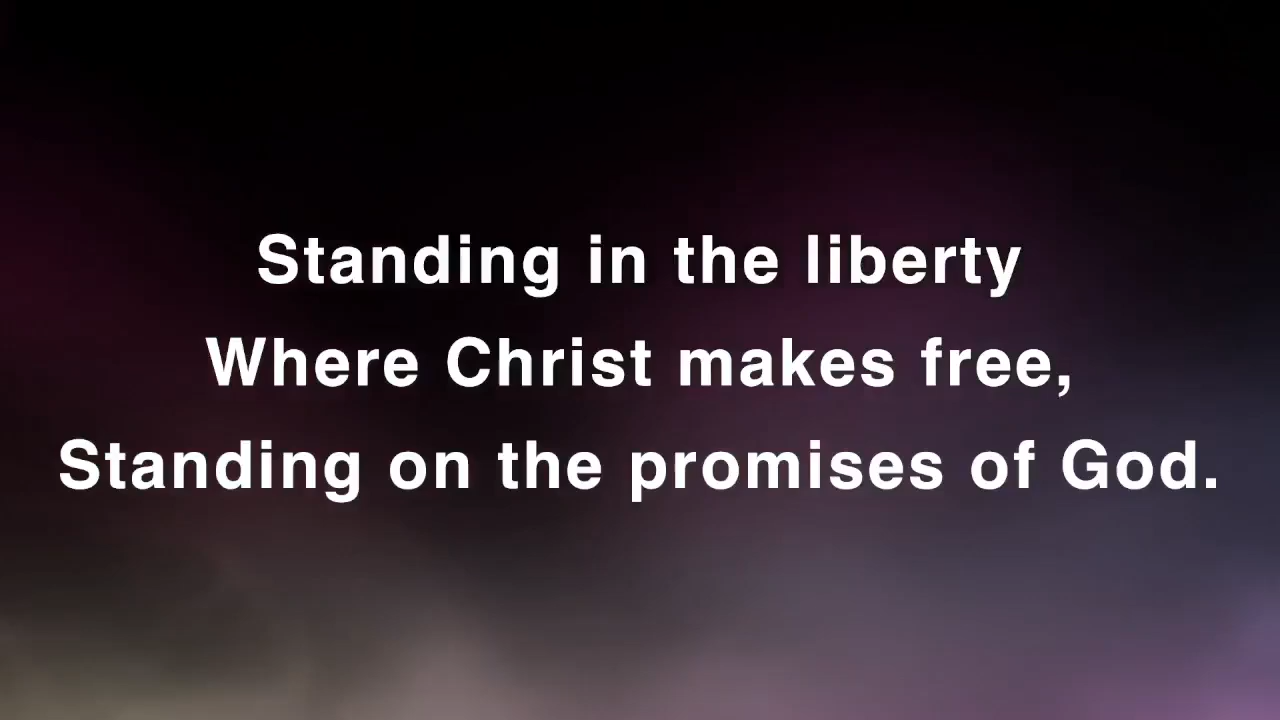 Standing in the liberty
Where Christ makes free,
Standing on the promises of God.